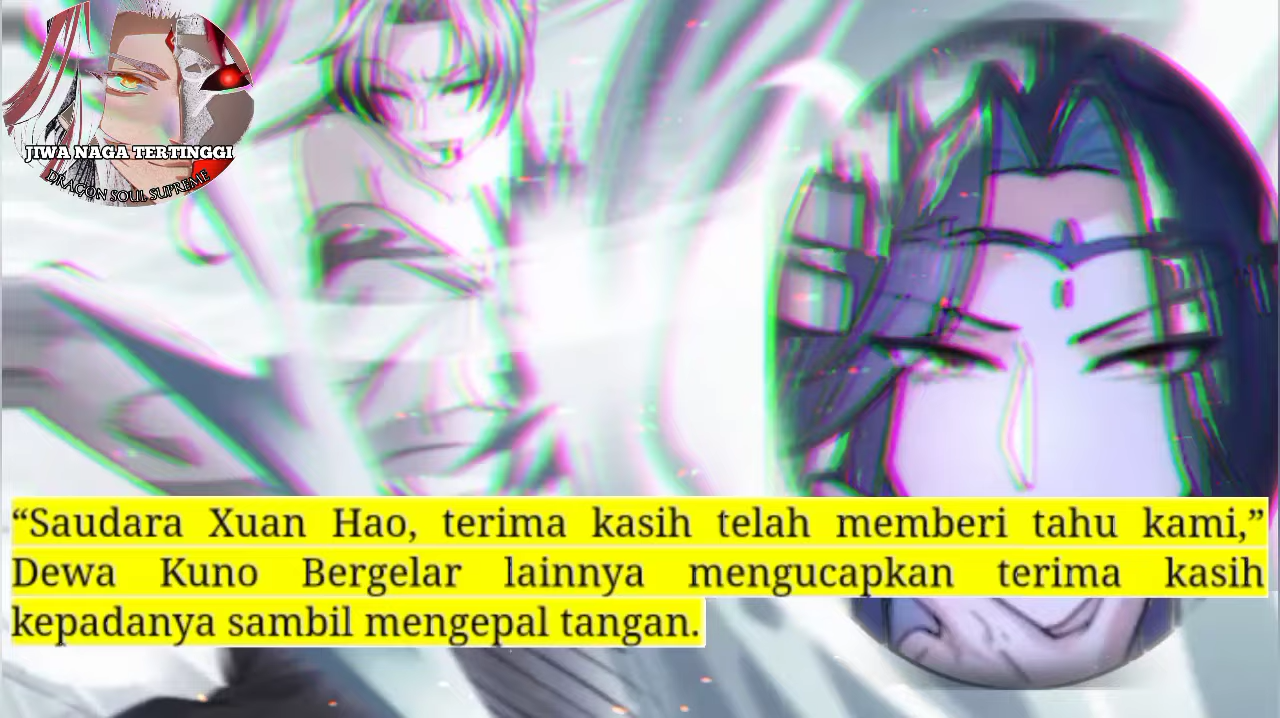 JIWA NAGA TERTINGGI
DRAGON SOUL SUPREME
“Saudara Xuan Hao, terima kasih telah memberi tahu kami,”
Dewa Kuno Bergelar lainnya mengucapkan terima kasih
kepadanya sambil mengepal tangan.